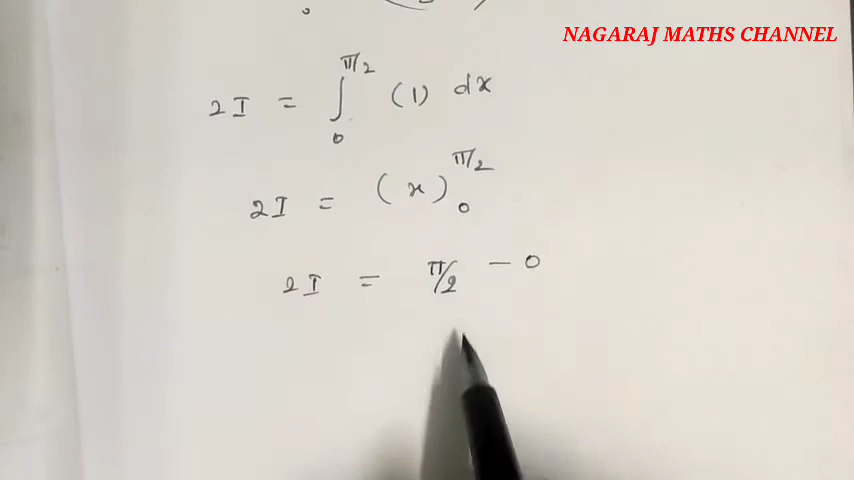 NAGARAJ MATHS CHANNEL
2I = ∫₀^{π/2} (1) dx
2I = (x)₀^{π/2}
2I = π/2 - 0